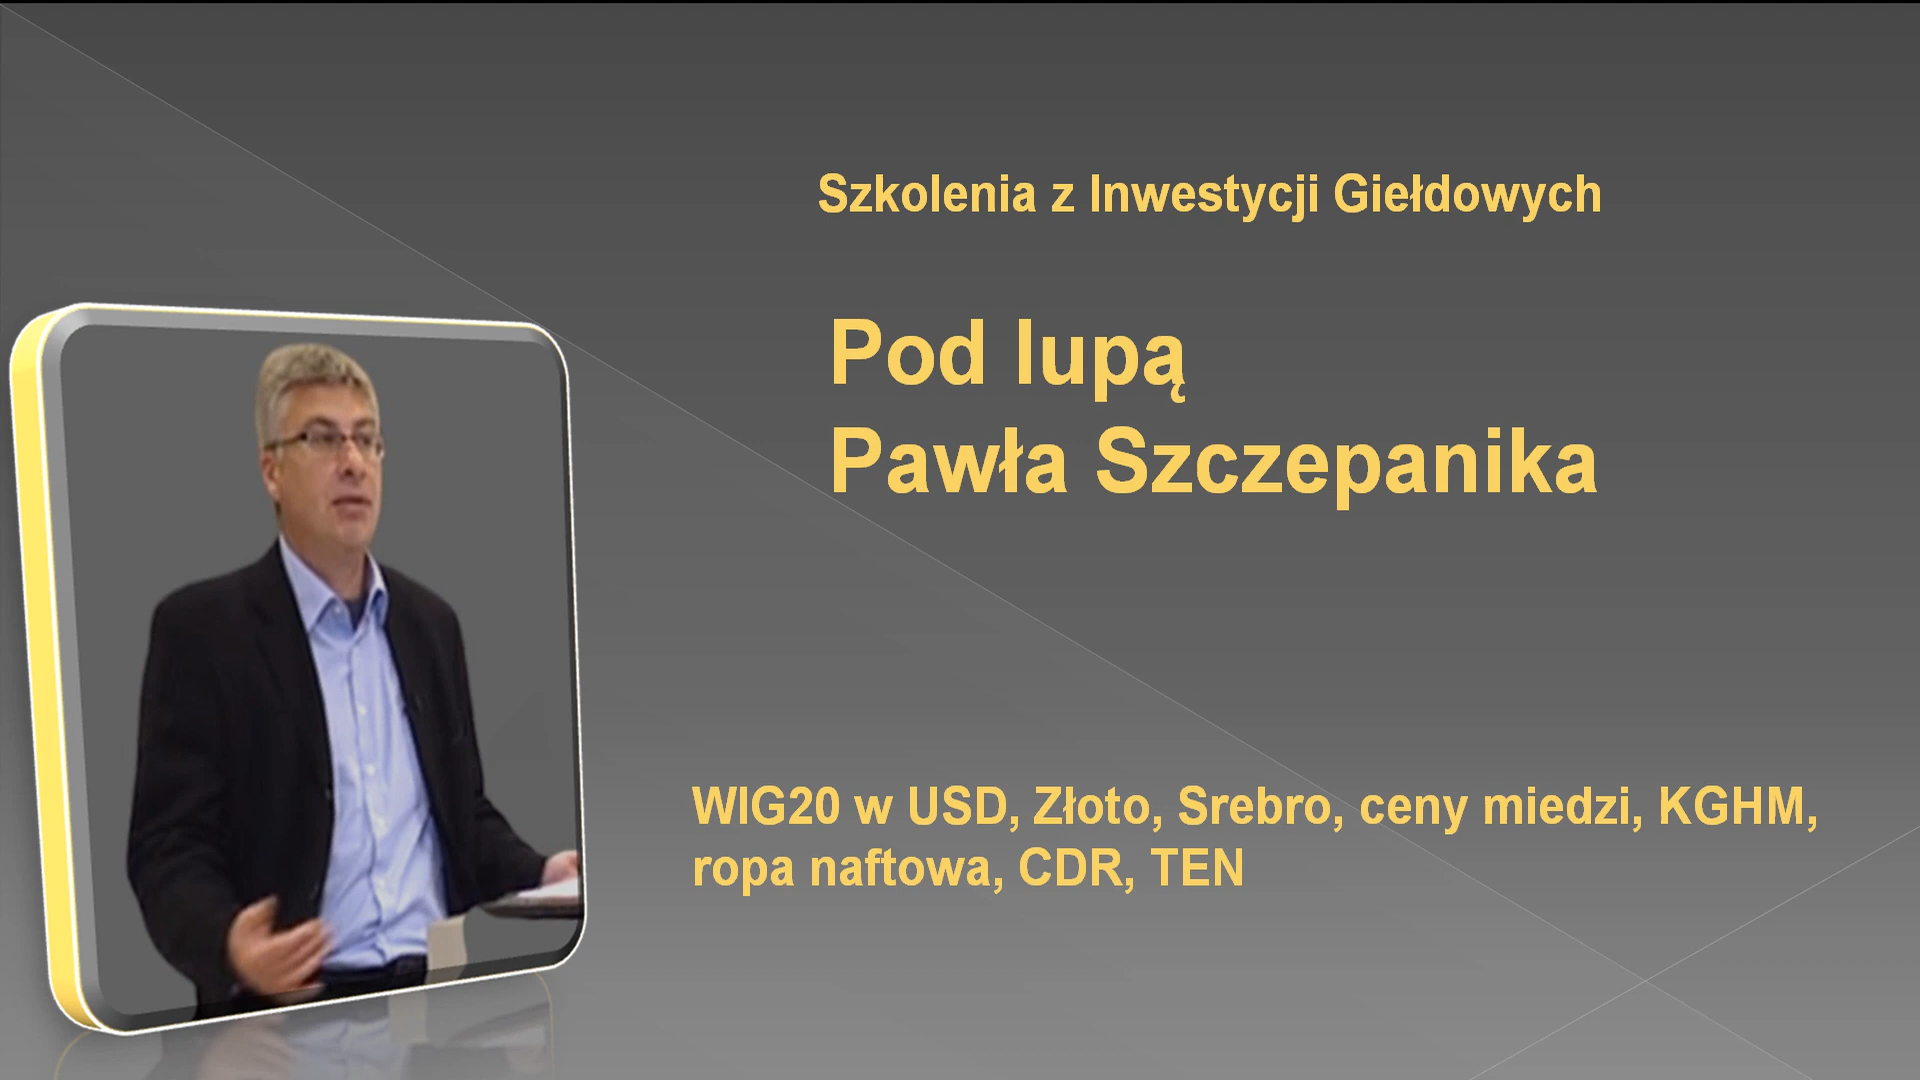 Szkolenia z Inwestycji Giełdowych
Pod lupą
Pawła Szczepanika
WIG20 w USD, Złoto, Srebro, ceny miedzi, KGHM,
ropa naftowa, CDR, TEN